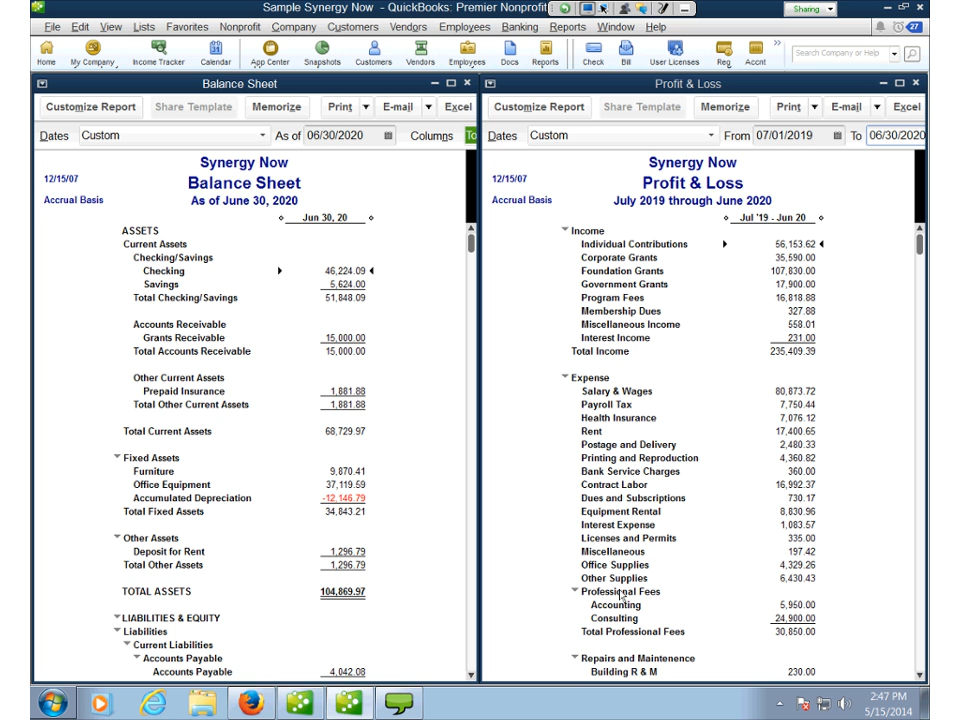 Sample Synergy Now - QuickBooks: Premier Nonprofit
Sharing
File Edit View Lists Favorites Nonprofit Company Customers Vendors Employees Banking Reports Window Help 27
Home My Company Income Tracker Calendar App Center Snapshots Customers Vendors Employees Docs Reports Check Bill User Licenses Reg Accnt » Search Company or Help
Balance Sheet
Customize Report Share Template Memorize Print E-mail Excel
Dates Custom As of 06/30/2020 Columns To
Synergy Now
12/15/07 Balance Sheet
Accrual Basis As of June 30, 2020
Jun 30, 20
ASSETS
Current Assets
Checking/Savings
Checking 46,224.09
Savings 5,624.00
Total Checking/Savings 51,848.09
Accounts Receivable
Grants Receivable 15,000.00
Total Accounts Receivable 15,000.00
Other Current Assets
Prepaid Insurance 1,881.88
Total Other Current Assets 1,881.88
Total Current Assets 68,729.97
Fixed Assets
Furniture 9,870.41
Office Equipment 37,119.59
Accumulated Depreciation -12,146.79
Total Fixed Assets 34,843.21
Other Assets
Deposit for Rent 1,296.79
Total Other Assets 1,296.79
TOTAL ASSETS 104,869.97
LIABILITIES & EQUITY
Liabilities
Current Liabilities
Accounts Payable
Accounts Payable 4,042.08
Profit & Loss
Customize Report Share Template Memorize Print E-mail Excel
Dates Custom From 07/01/2019 To 06/30/2020
Synergy Now
12/15/07 Profit & Loss
Accrual Basis July 2019 through June 2020
Jul '19 - Jun 20
Income
Individual Contributions 56,153.62
Corporate Grants 35,590.00
Foundation Grants 107,830.00
Government Grants 17,900.00
Program Fees 16,818.88
Membership Dues 327.88
Miscellaneous Income 558.01
Interest Income 231.00
Total Income 235,409.39
Expense
Salary & Wages 80,873.72
Payroll Tax 7,750.44
Health Insurance 7,076.12
Rent 17,400.65
Postage and Delivery 2,480.33
Printing and Reproduction 4,360.82
Bank Service Charges 360.00
Contract Labor 16,992.37
Dues and Subscriptions 730.17
Equipment Rental 8,830.96
Interest Expense 1,083.57
Licenses and Permits 335.00
Miscellaneous 197.42
Office Supplies 4,329.26
Other Supplies 6,430.43
Professional Fees
Accounting 5,950.00
Consulting 24,900.00
Total Professional Fees 30,850.00
Repairs and Maintenence
Building R & M 230.00
2:47 PM
5/15/2014